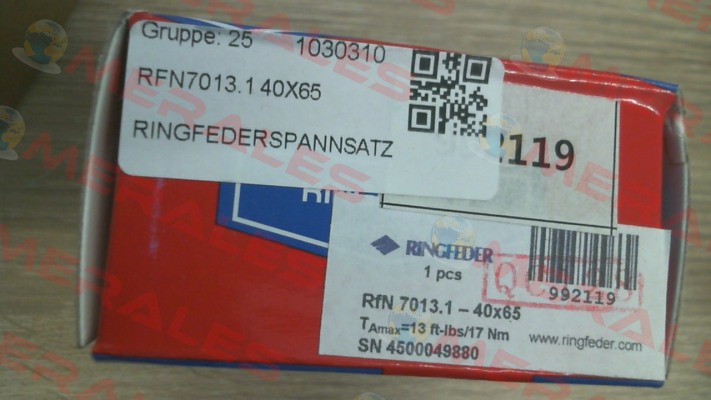 Gruppe: 25 1030310
RFN7013.1 40X65
RINGFEDERSPANNSATZ
119
RINGFEDER
1 pcs
992119
RfN 7013.1 – 40x65
TAmax=13 ft-lbs/17 Nm
www.ringfeder.com
SN 4500049880
MERALES